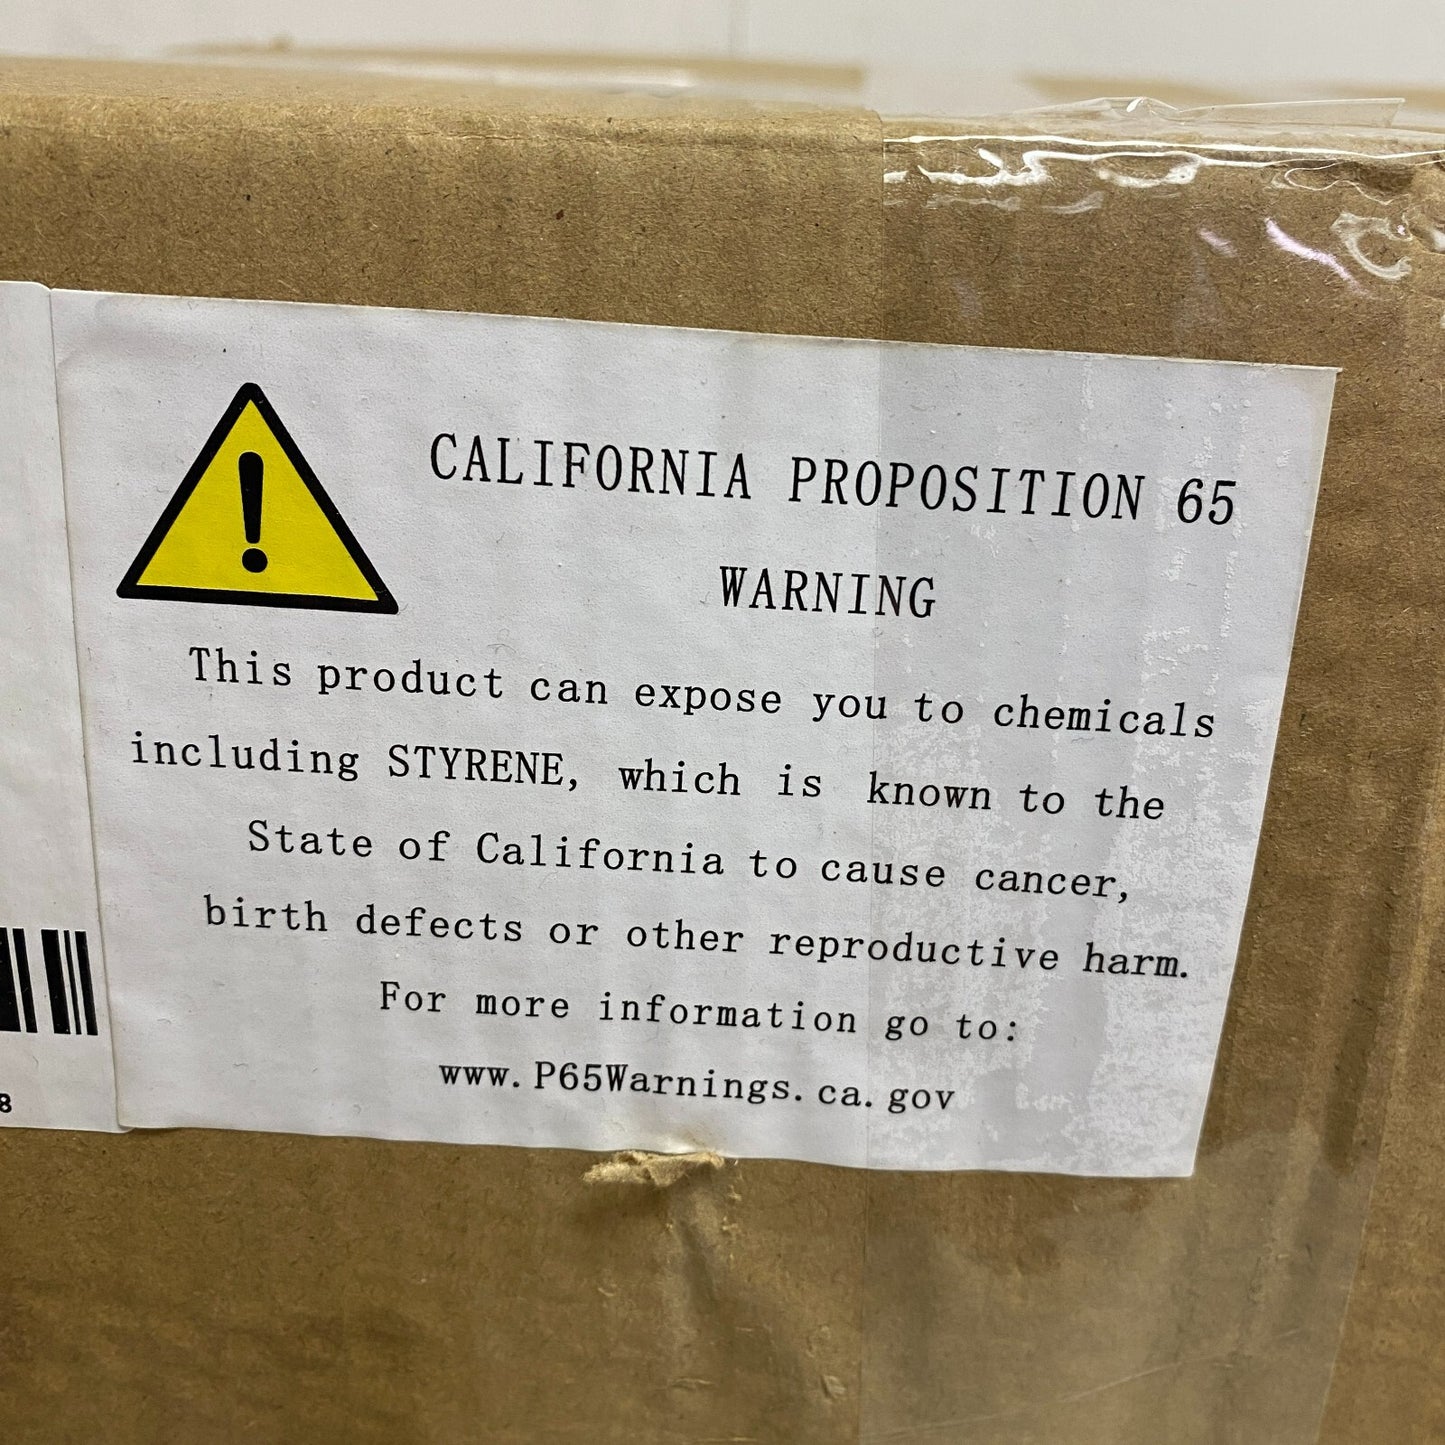 CALIFORNIA PROPOSITION 65
WARNING
This product can expose you to chemicals
including STYRENE, which is known to the
State of California to cause cancer,
birth defects or other reproductive harm.
For more information go to:
www.P65Warnings.ca.gov
8